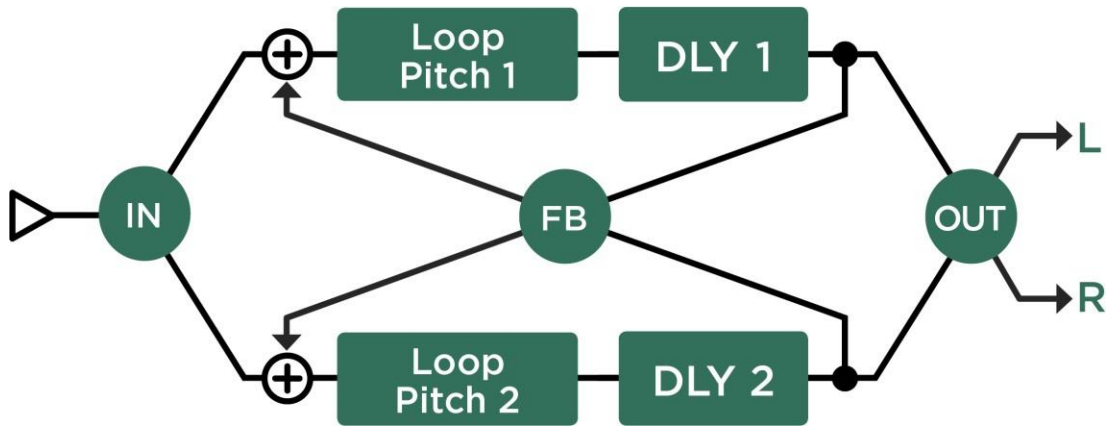 Loop
Pitch 1
DLY 1
IN
FB
OUT
L
R
Loop
Pitch 2
DLY 2